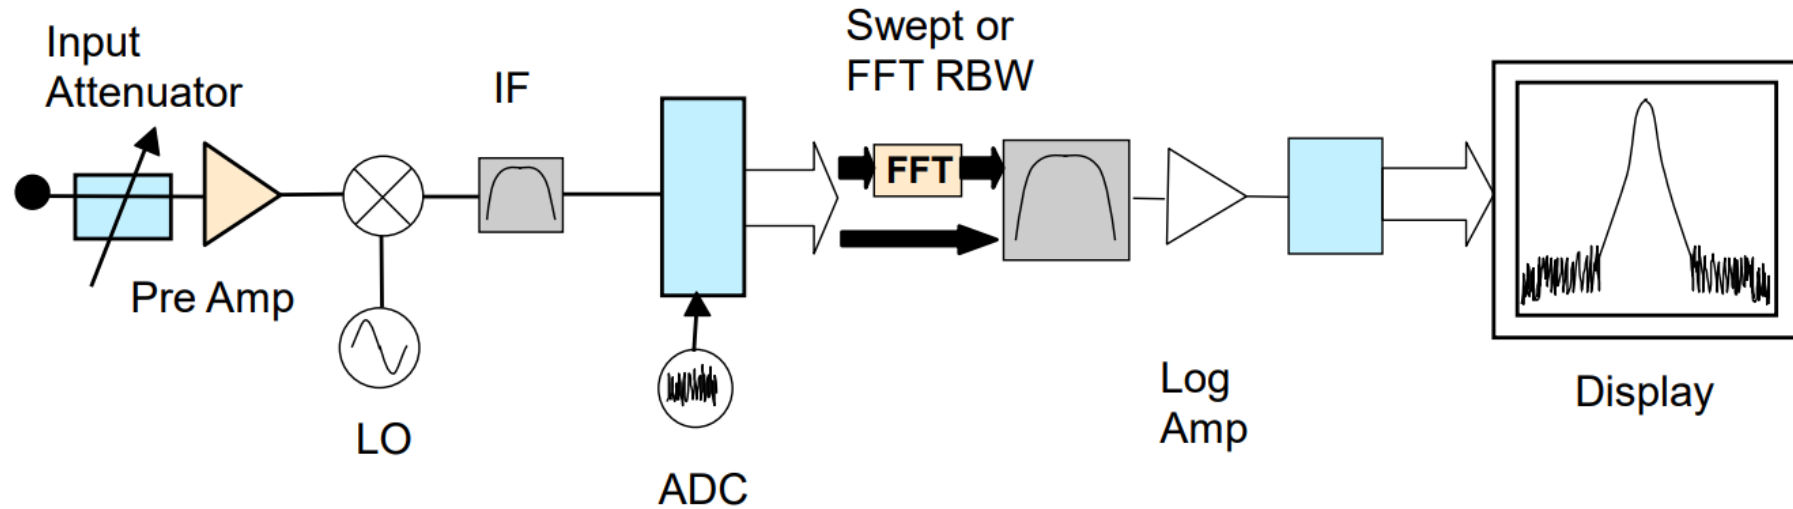 Input
Attenuator
Pre Amp
LO
IF
ADC
Swept or
FFT RBW
FFT
Log
Amp
Display